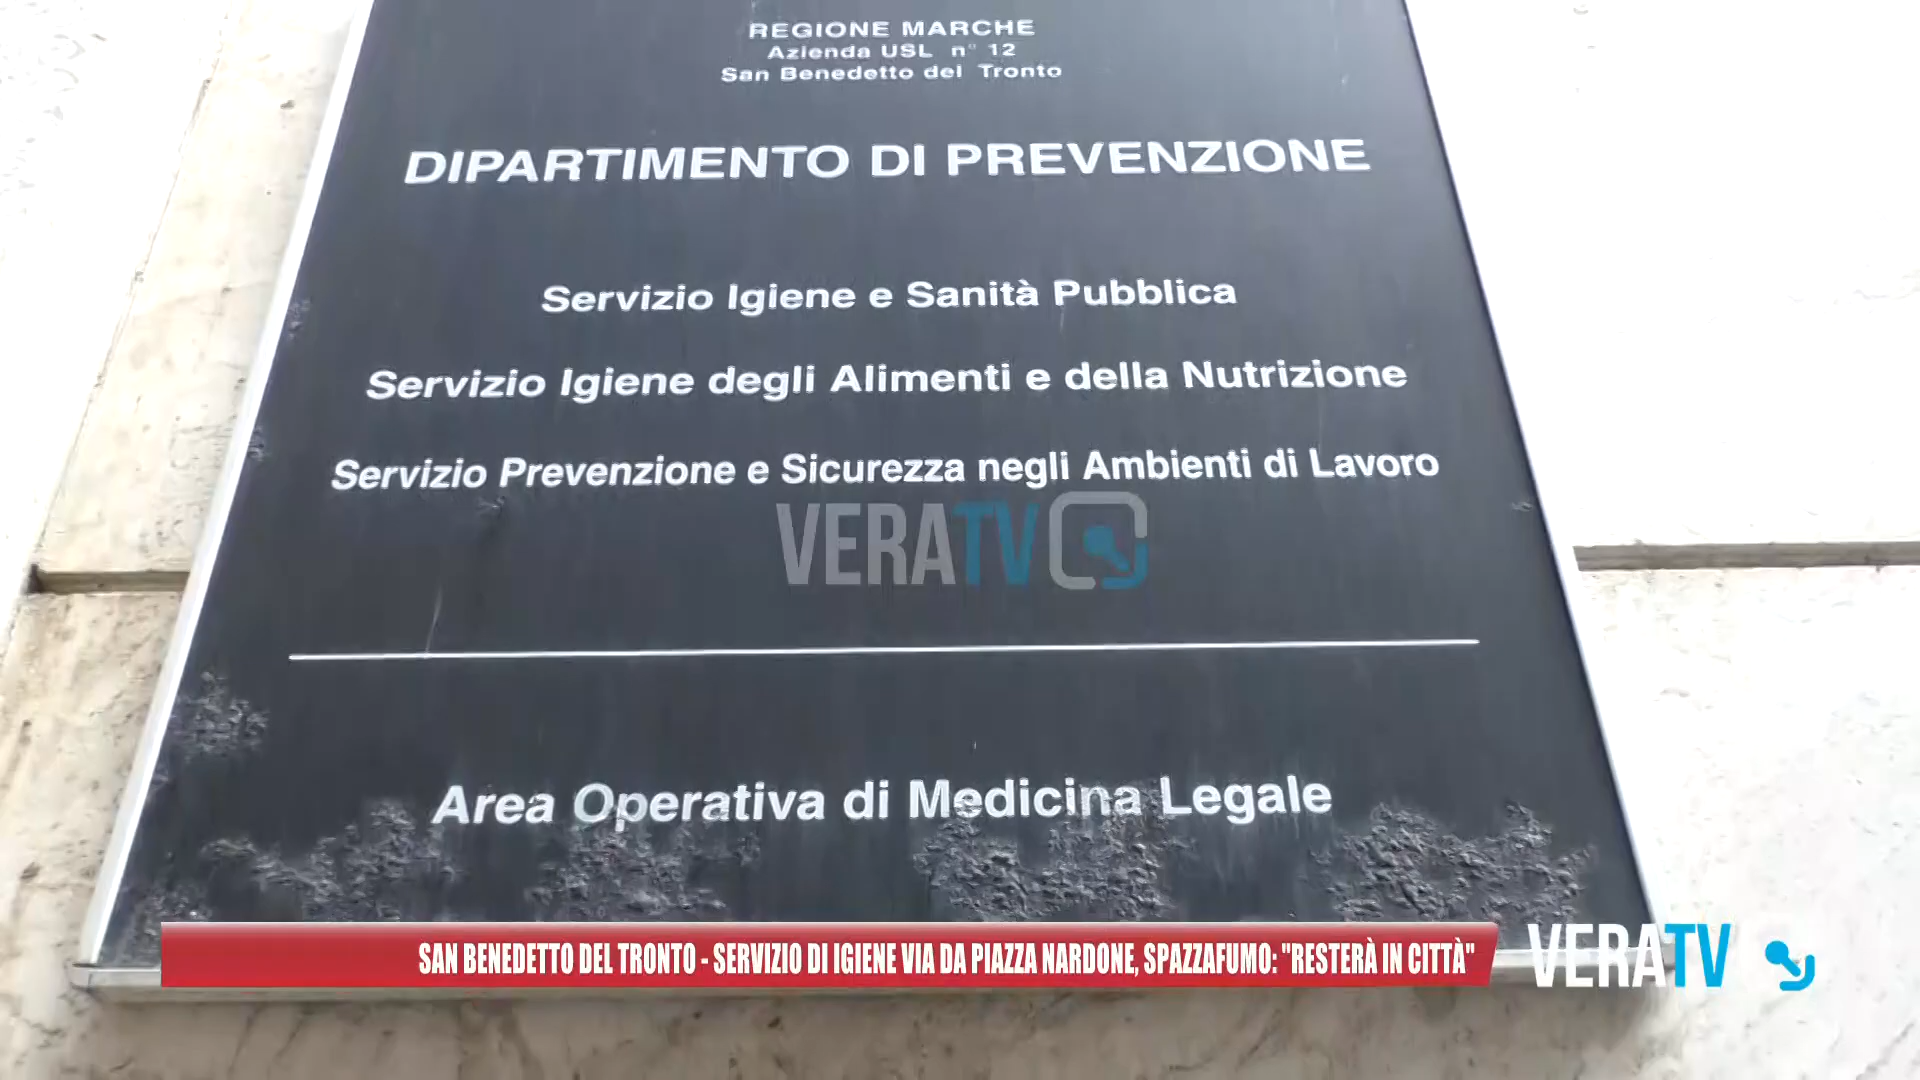 REGIONE MARCHE
Azienda USL n° 12
San Benedetto del Tronto
DIPARTIMENTO DI PREVENZIONE
Servizio Igiene e Sanità Pubblica
Servizio Igiene degli Alimenti e della Nutrizione
Servizio Prevenzione e Sicurezza negli Ambienti di Lavoro
VERATV
Area Operativa di Medicina Legale
SAN BENEDETTO DEL TRONTO - SERVIZIO DI IGIENE VIA DA PIAZZA NARDONE, SPAZZAFUMO: "RESTERÀ IN CITTÀ"
VERATV